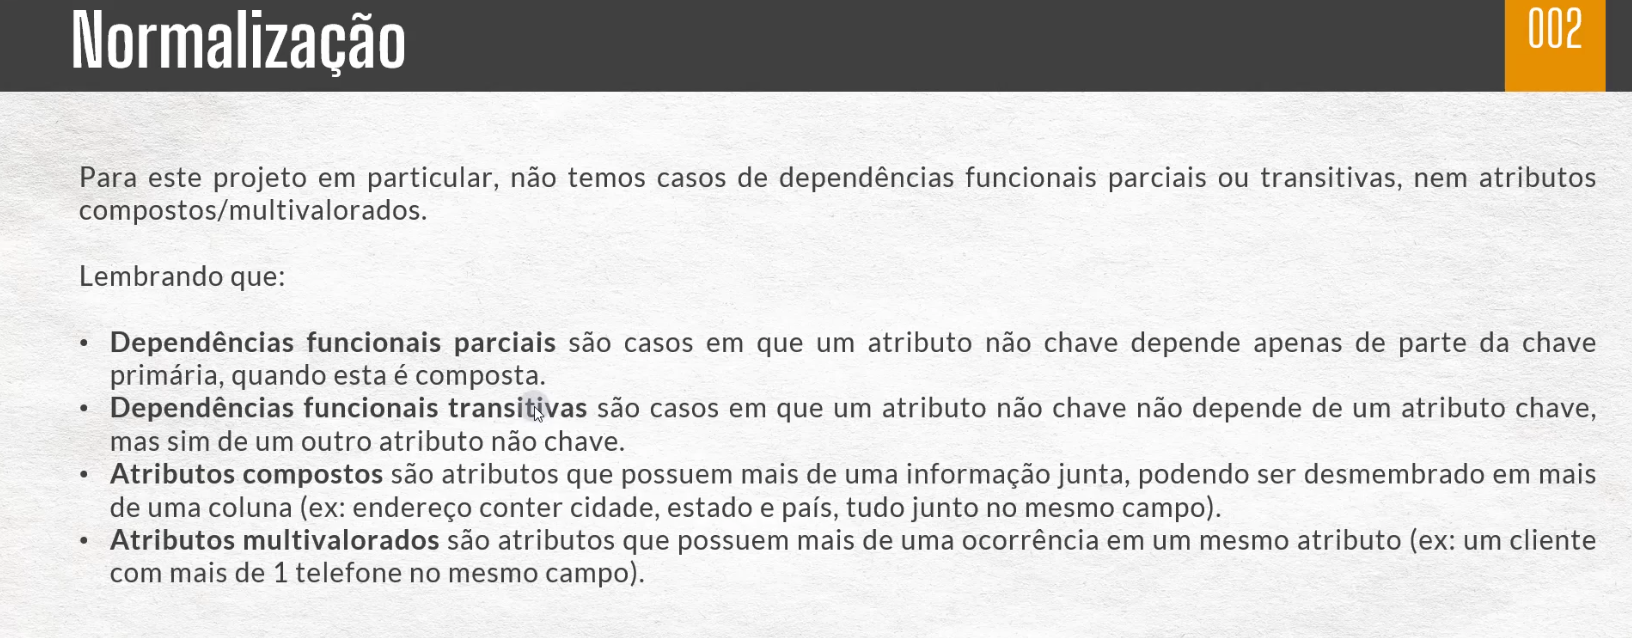 Normalização
002
Para este projeto em particular, não temos casos de dependências funcionais parciais ou transitivas, nem atributos
compostos/multivalorados.
Lembrando que:
• Dependências funcionais parciais são casos em que um atributo não chave depende apenas de parte da chave
primária, quando esta é composta.
• Dependências funcionais transitivas são casos em que um atributo não chave não depende de um atributo chave,
mas sim de um outro atributo não chave.
• Atributos compostos são atributos que possuem mais de uma informação junta, podendo ser desmembrado em mais
de uma coluna (ex: endereço conter cidade, estado e país, tudo junto no mesmo campo).
• Atributos multivalorados são atributos que possuem mais de uma ocorrência em um mesmo atributo (ex: um cliente
com mais de 1 telefone no mesmo campo).